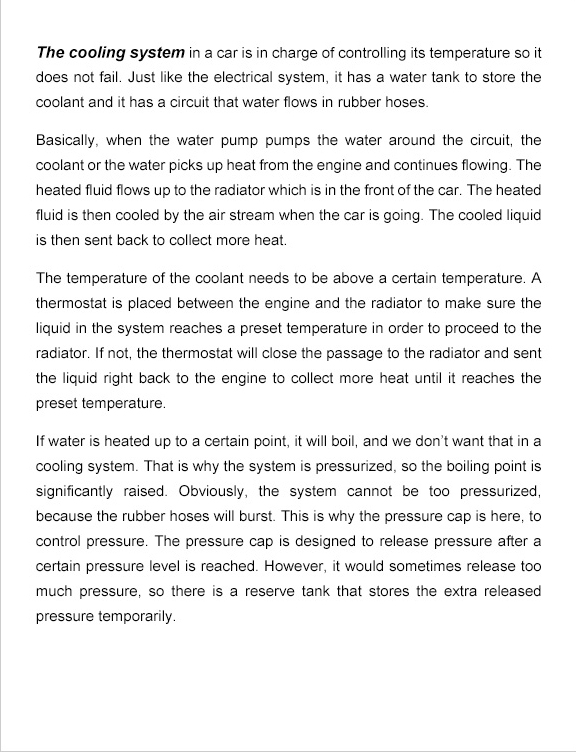 The cooling system in a car is in charge of controlling its temperature so it
does not fail. Just like the electrical system, it has a water tank to store the
coolant and it has a circuit that water flows in rubber hoses.
Basically, when the water pump pumps the water around the circuit, the
coolant or the water picks up heat from the engine and continues flowing. The
heated fluid flows up to the radiator which is in the front of the car. The heated
fluid is then cooled by the air stream when the car is going. The cooled liquid
is then sent back to collect more heat.
The temperature of the coolant needs to be above a certain temperature. A
thermostat is placed between the engine and the radiator to make sure the
liquid in the system reaches a preset temperature in order to proceed to the
radiator. If not, the thermostat will close the passage to the radiator and sent
the liquid right back to the engine to collect more heat until it reaches the
preset temperature.
If water is heated up to a certain point, it will boil, and we don’t want that in a
cooling system. That is why the system is pressurized, so the boiling point is
significantly raised. Obviously, the system cannot be too pressurized,
because the rubber hoses will burst. This is why the pressure cap is here, to
control pressure. The pressure cap is designed to release pressure after a
certain pressure level is reached. However, it would sometimes release too
much pressure, so there is a reserve tank that stores the extra released
pressure temporarily.